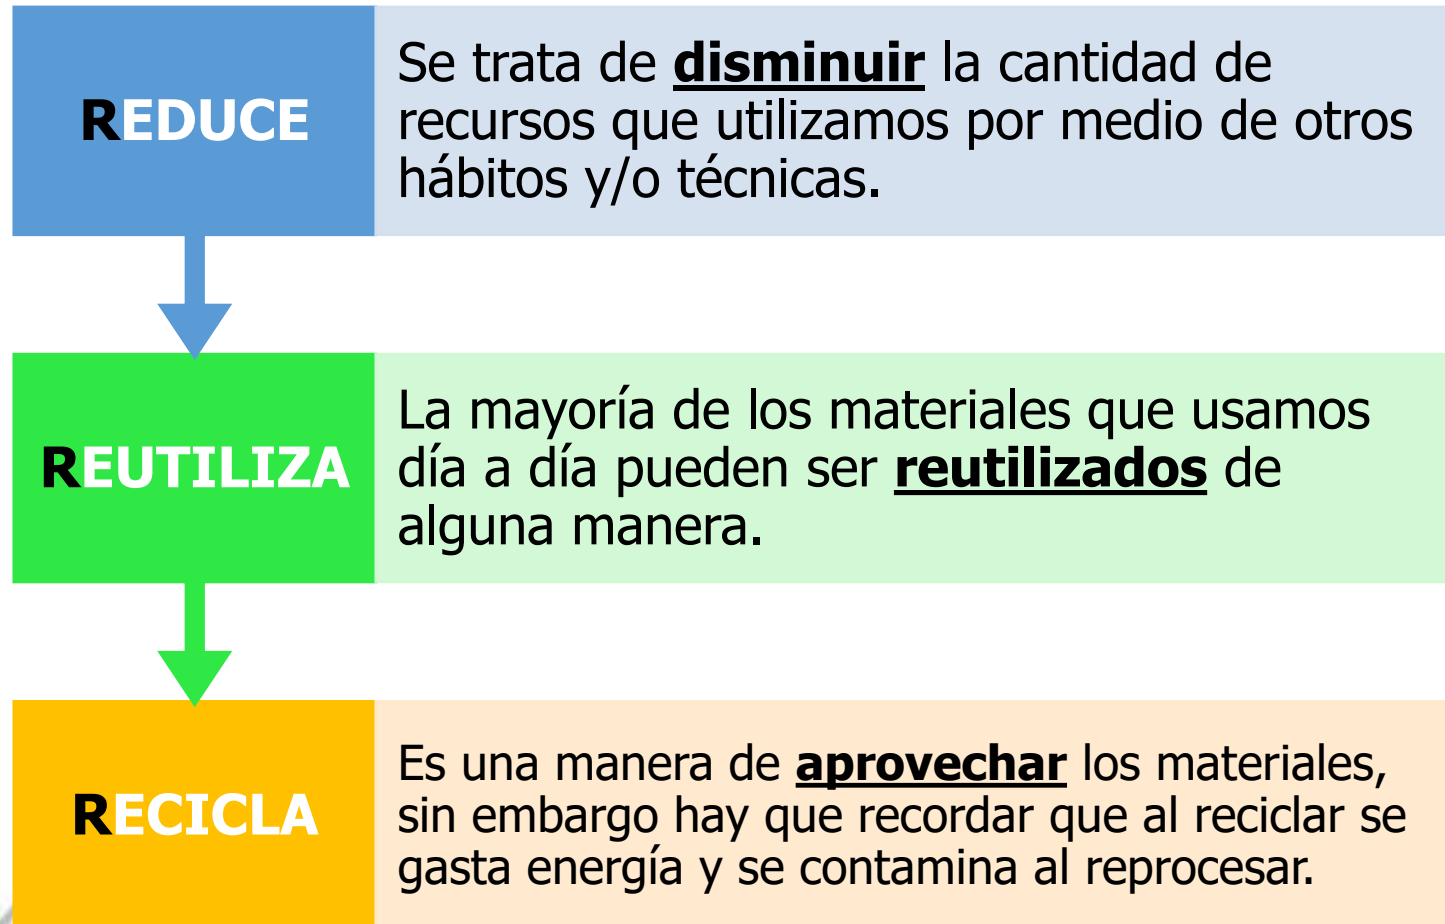 REDUCE
Se trata de disminuir la cantidad de
recursos que utilizamos por medio de otros
hábitos y/o técnicas.
REUTILIZA
La mayoría de los materiales que usamos
día a día pueden ser reutilizados de
alguna manera.
RECICLA
Es una manera de aprovechar los materiales,
sin embargo hay que recordar que al reciclar se
gasta energía y se contamina al reprocesar.